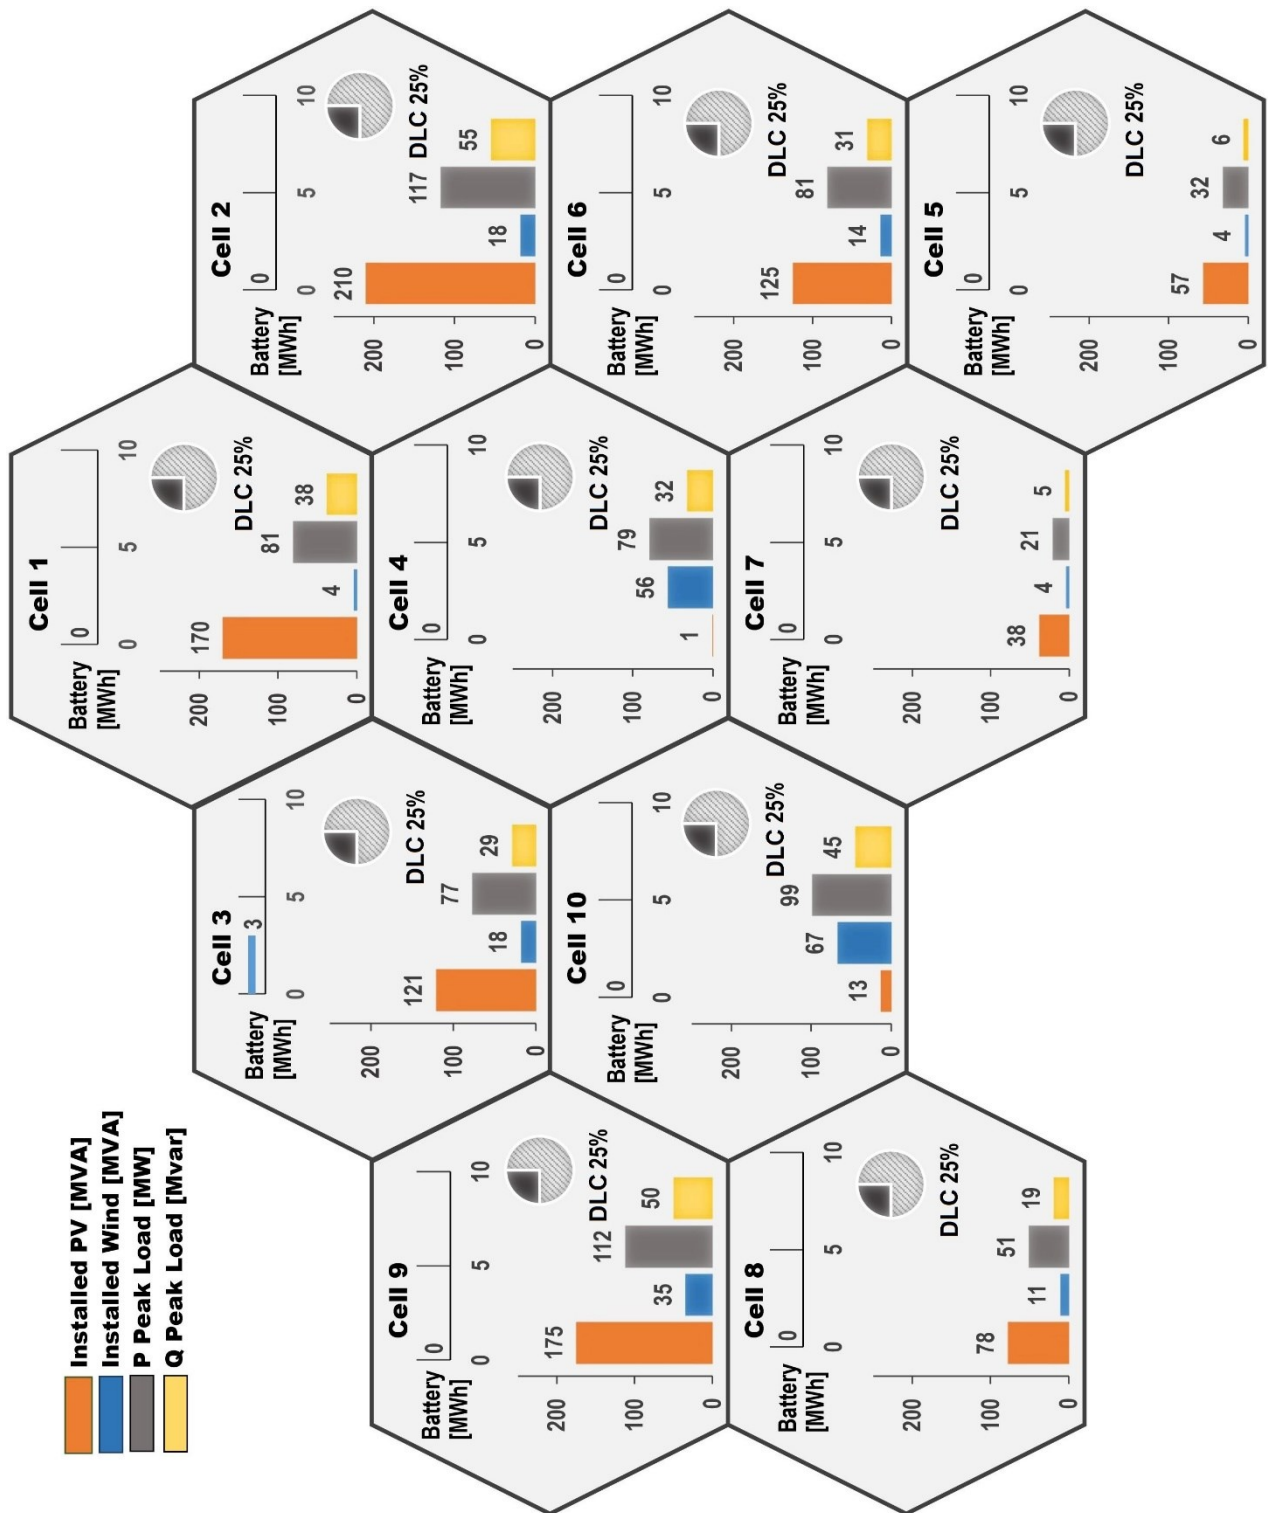 Installed PV [MVA]
Installed Wind [MVA]
P Peak Load [MW]
Q Peak Load [Mvar]
Cell 1
Battery
[MWh]
0
0 5 10
DLC 25%
200
100
0
170 4 81 38
Cell 3
Battery
[MWh]
3
0 5 10
DLC 25%
200
100
0
121 18 77 29
Cell 2
Battery
[MWh]
0
0 5 10
DLC 25%
200
100
0
210 18 117 55
Cell 9
Battery
[MWh]
0
0 5 10
DLC 25%
200
100
0
175 35 112 50
Cell 4
Battery
[MWh]
0
0 5 10
DLC 25%
200
100
0
1 56 79 32
Cell 10
Battery
[MWh]
0
0 5 10
DLC 25%
200
100
0
13 67 99 45
Cell 6
Battery
[MWh]
0
0 5 10
DLC 25%
200
100
0
125 14 81 31
Cell 8
Battery
[MWh]
0
0 5 10
DLC 25%
200
100
0
78 11 51 19
Cell 7
Battery
[MWh]
0
0 5 10
DLC 25%
200
100
0
38 4 21 5
Cell 5
Battery
[MWh]
0
0 5 10
DLC 25%
200
100
0
57 4 32 6